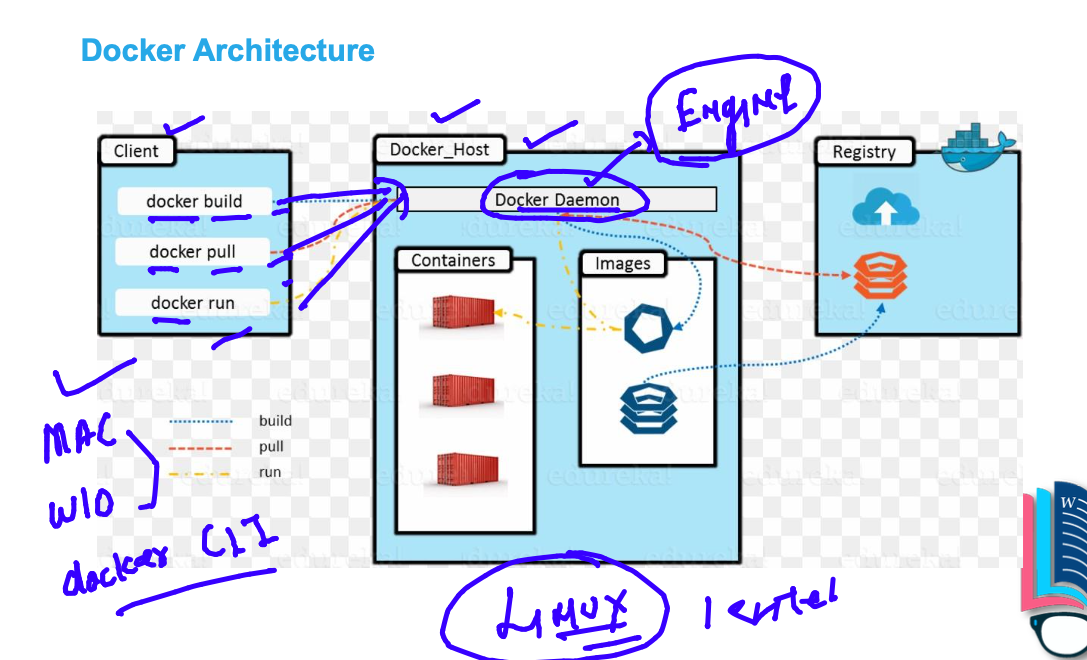 Docker Architecture
Engine
Client
Docker_Host
Registry
docker build
Docker Daemon
docker pull
Containers
Images
docker run
edureka!
MAC
build
pull
WIN
run
docker CLI
Linux kernel
W